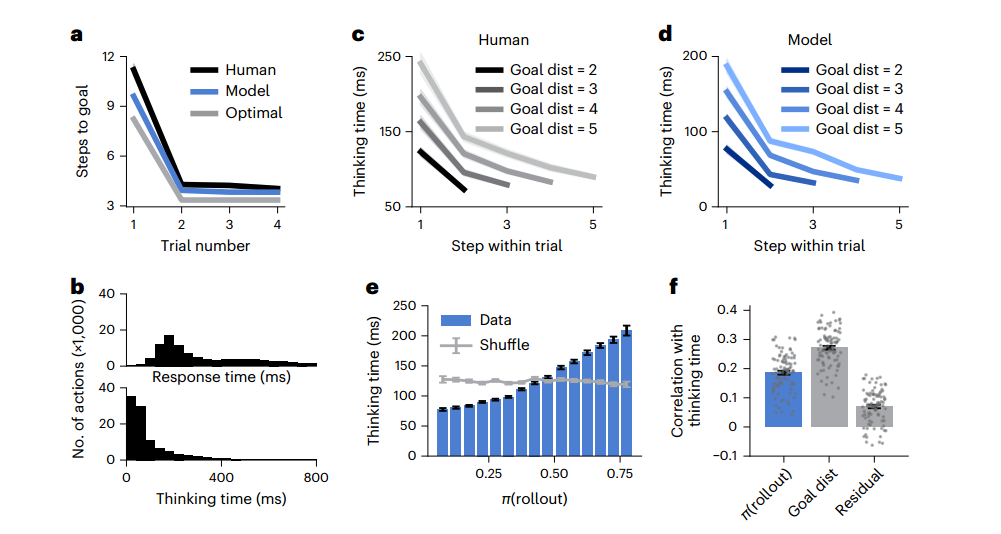 a
12
9
6
3
Steps to goal
Human
Model
Optimal
1 2 3 4
Trial number
c
Human
250
150
50
Thinking time (ms)
Goal dist = 2
Goal dist = 3
Goal dist = 4
Goal dist = 5
1 3 5
Step within trial
d
Model
200
100
0
Thinking time (ms)
Goal dist = 2
Goal dist = 3
Goal dist = 4
Goal dist = 5
1 3 5
Step within trial
b
No. of actions (×1,000)
40
20
0
Response time (ms)
40
20
0
0 400 800
Thinking time (ms)
e
250
200
150
100
50
0
Thinking time (ms)
Data
Shuffle
0.25 0.50 0.75
π(rollout)
f
0.4
0.3
0.2
0.1
0
−0.1
Correlation with
thinking time
π(rollout)
Goal dist
Residual